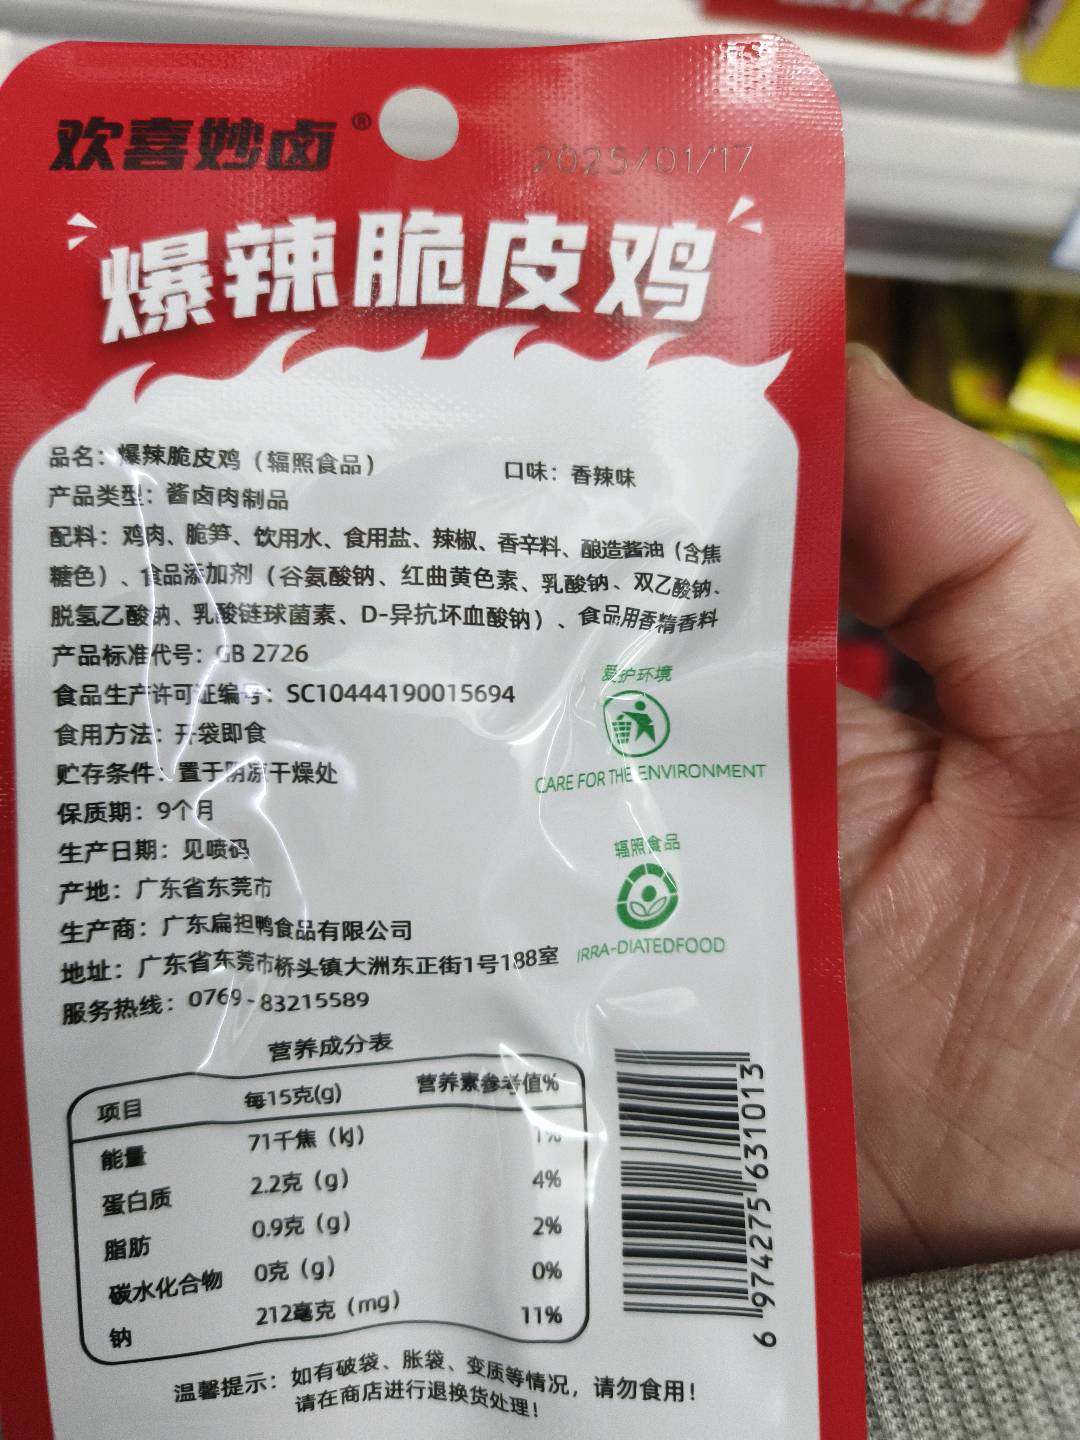 欢喜妙卤®
2025/01/17
爆辣脆皮鸡
品名：爆辣脆皮鸡（辐照食品） 口味：香辣味
产品类型：酱卤肉制品
配料：鸡肉、脆笋、饮用水、食用盐、辣椒、香辛料、酿造酱油（含焦
糖色）、食品添加剂（谷氨酸钠、红曲黄色素、乳酸钠、双乙酸钠、
脱氢乙酸钠、乳酸链球菌素、D-异抗坏血酸钠）、食品用香精香料
产品标准代号：GB 2726
食品生产许可证编号：SC10444190015694
食用方法：开袋即食
贮存条件：置于阴凉干燥处
保质期：9个月
生产日期：见喷码
产地：广东省东莞市
生产商：广东扁担鸭食品有限公司
地址：广东省东莞市桥头镇大洲东正街1号188室
服务热线：0769-83215589
爱护环境
CARE FOR THE ENVIRONMENT
辐照食品
IRRA-DIATEDFOOD
营养成分表
项目 每15克(g) 营养素参考值%
能量 71千焦（kJ） 1%
蛋白质 2.2克（g） 4%
脂肪 0.9克（g） 2%
碳水化合物 0克（g） 0%
钠 212毫克（mg） 11%
6 974275 631013
温馨提示：如有破袋、胀袋、变质等情况，请勿食用！
请在商店进行退换货处理！